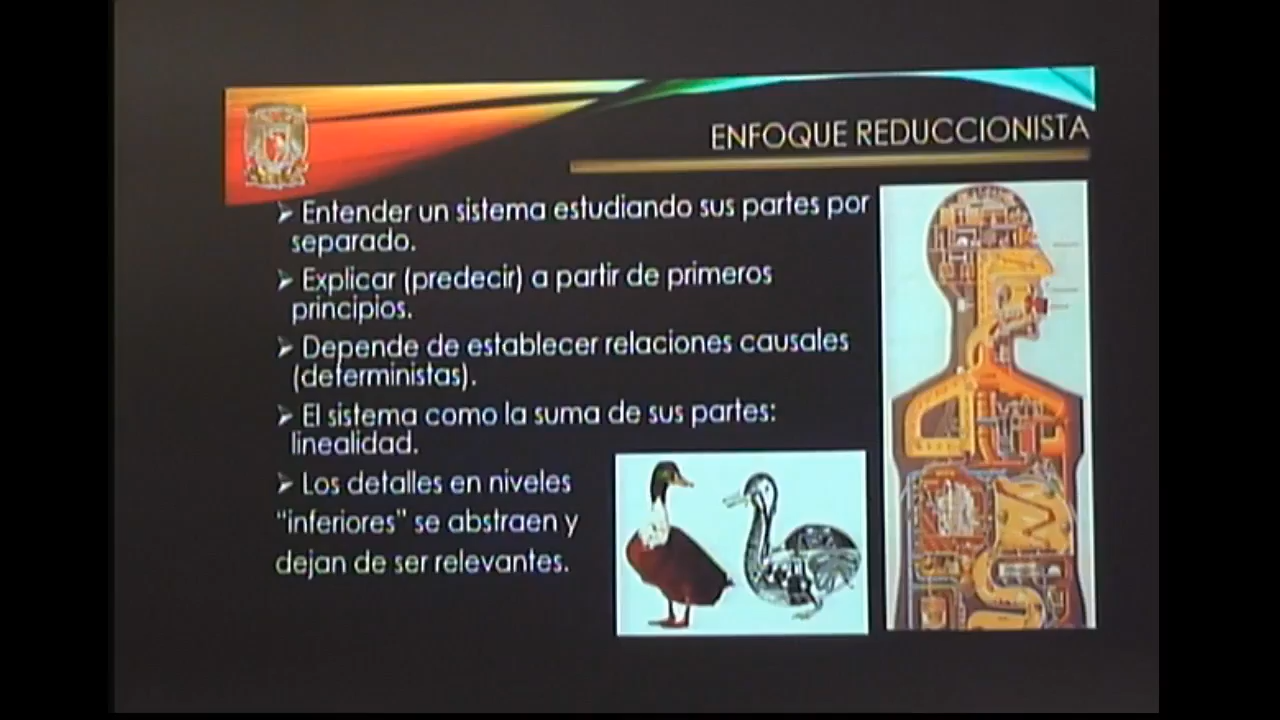 ENFOQUE REDUCCIONISTA
➢ Entender un sistema estudiando sus partes por
separado.
➢ Explicar (predecir) a partir de primeros
principios.
➢ Depende de establecer relaciones causales
(deterministas).
➢ El sistema como la suma de sus partes:
linealidad.
➢ Los detalles en niveles
“inferiores” se abstraen y
dejan de ser relevantes.